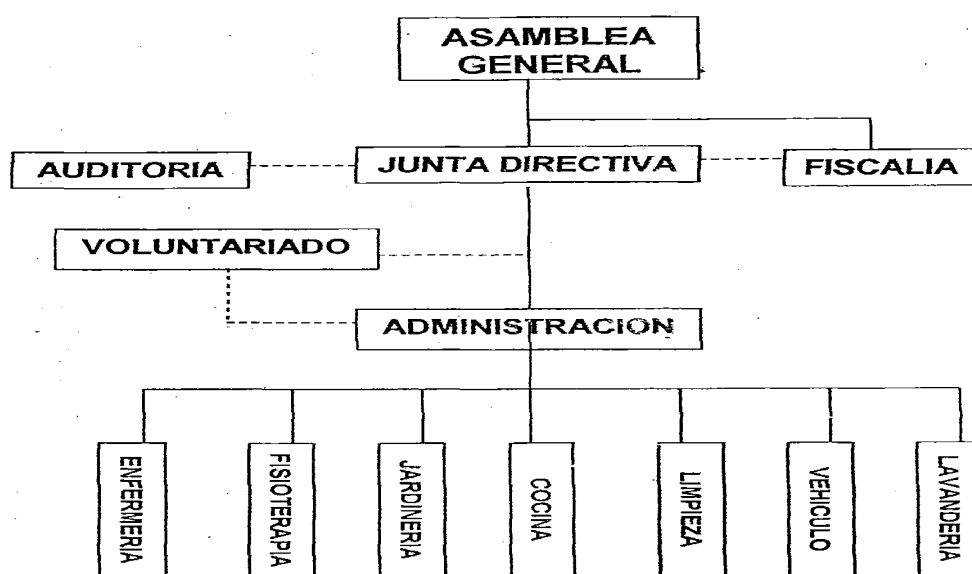 ASAMBLEA
GENERAL
AUDITORIA
JUNTA DIRECTIVA
FISCALIA
VOLUNTARIADO
ADMINISTRACION
ENFERMERIA
FISIOTERAPIA
JARDINERIA
COCINA
LIMPIEZA
VEHICULO
LAVANDERIA